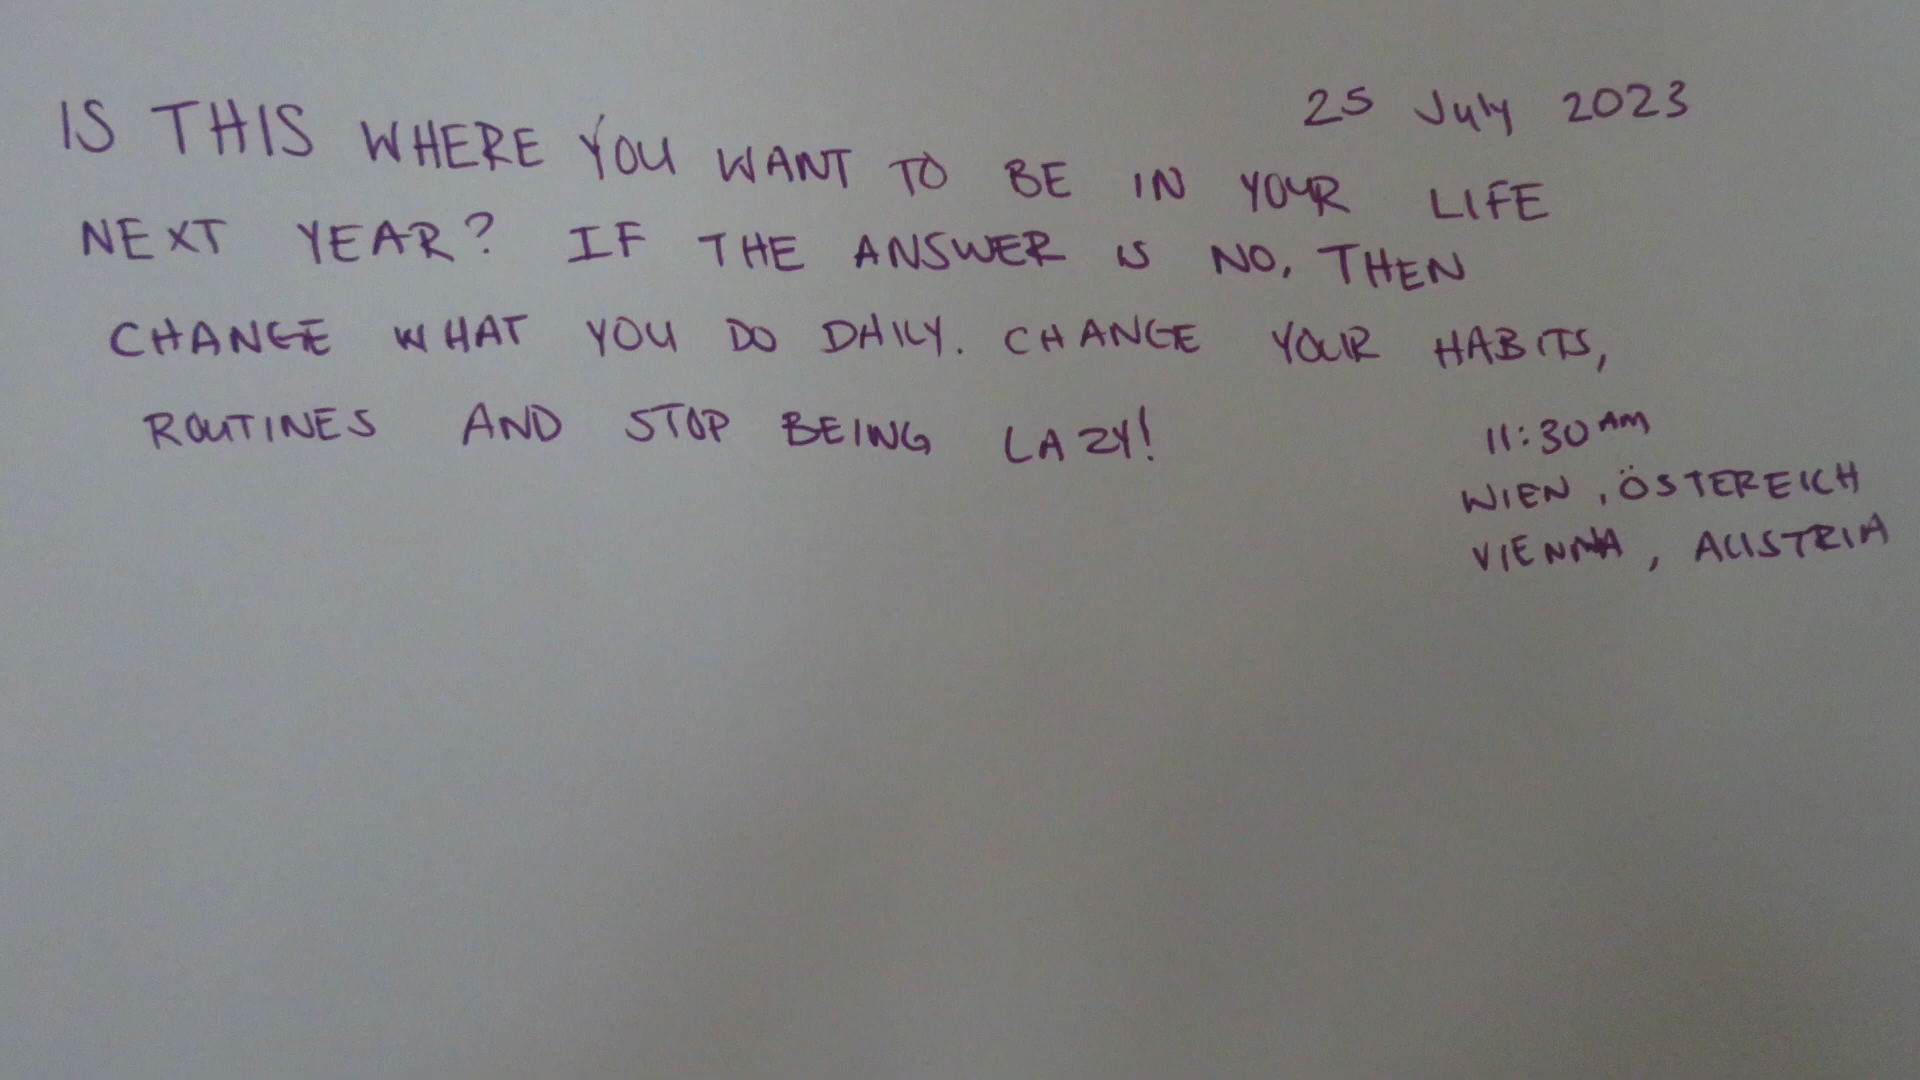 25 July 2023
IS THIS WHERE YOU WANT TO BE IN YOUR LIFE
NEXT YEAR? IF THE ANSWER IS NO, THEN
CHANGE WHAT YOU DO DAILY. CHANGE YOUR HABITS,
ROUTINES AND STOP BEING LAZY!
11:30 AM
WIEN, ÖSTEREICH
VIENNA, AUSTRIA